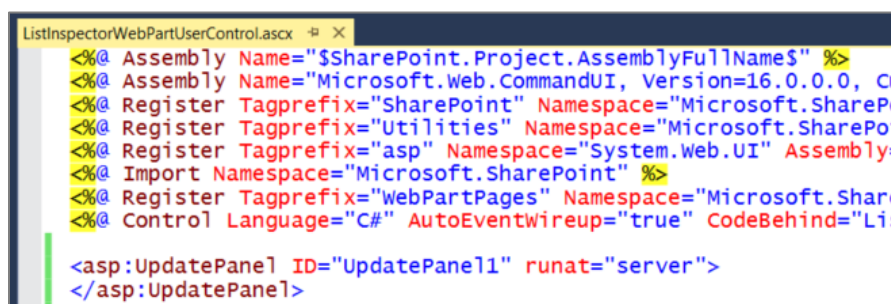 ListInspectorWebPartUserControl.ascx
<%@ Assembly Name="$SharePoint.Project.AssemblyFullName$" %>
<%@ Assembly Name="Microsoft.Web.CommandUI, Version=16.0.0.0, Cu
<%@ Register Tagprefix="SharePoint" Namespace="Microsoft.SharePo
<%@ Register Tagprefix="Utilities" Namespace="Microsoft.SharePoi
<%@ Register Tagprefix="asp" Namespace="System.Web.UI" Assembly=
<%@ Import Namespace="Microsoft.SharePoint" %>
<%@ Register Tagprefix="WebPartPages" Namespace="Microsoft.Share
<%@ Control Language="C#" AutoEventWireup="true" CodeBehind="Lis
<asp:UpdatePanel ID="UpdatePanel1" runat="server">
</asp:UpdatePanel>